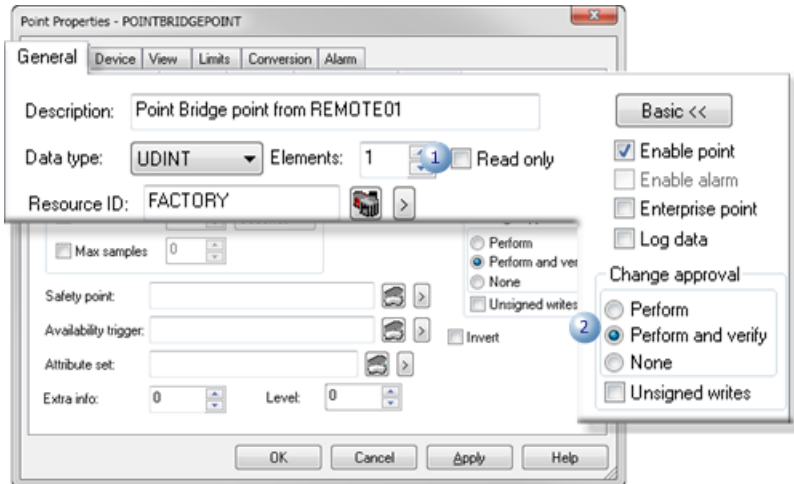 Point Properties - POINTBRIDGEPOINT
General Device View Limits Conversion Alarm
Description: Point Bridge point from REMOTE01
Basic <<
Data type: UDINT Elements: 1 1 Read only
Enable point
Enable alarm
Resource ID: FACTORY >
Enterprise point
Log data
Max samples 0
Perform
Perform and ver
None
Unsigned writes
Change approval
Perform
2 Perform and verify
None
Unsigned writes
Safety point: >
Availability trigger: > Invert
Attribute set: >
Extra info: 0 Level: 0
OK Cancel Apply Help